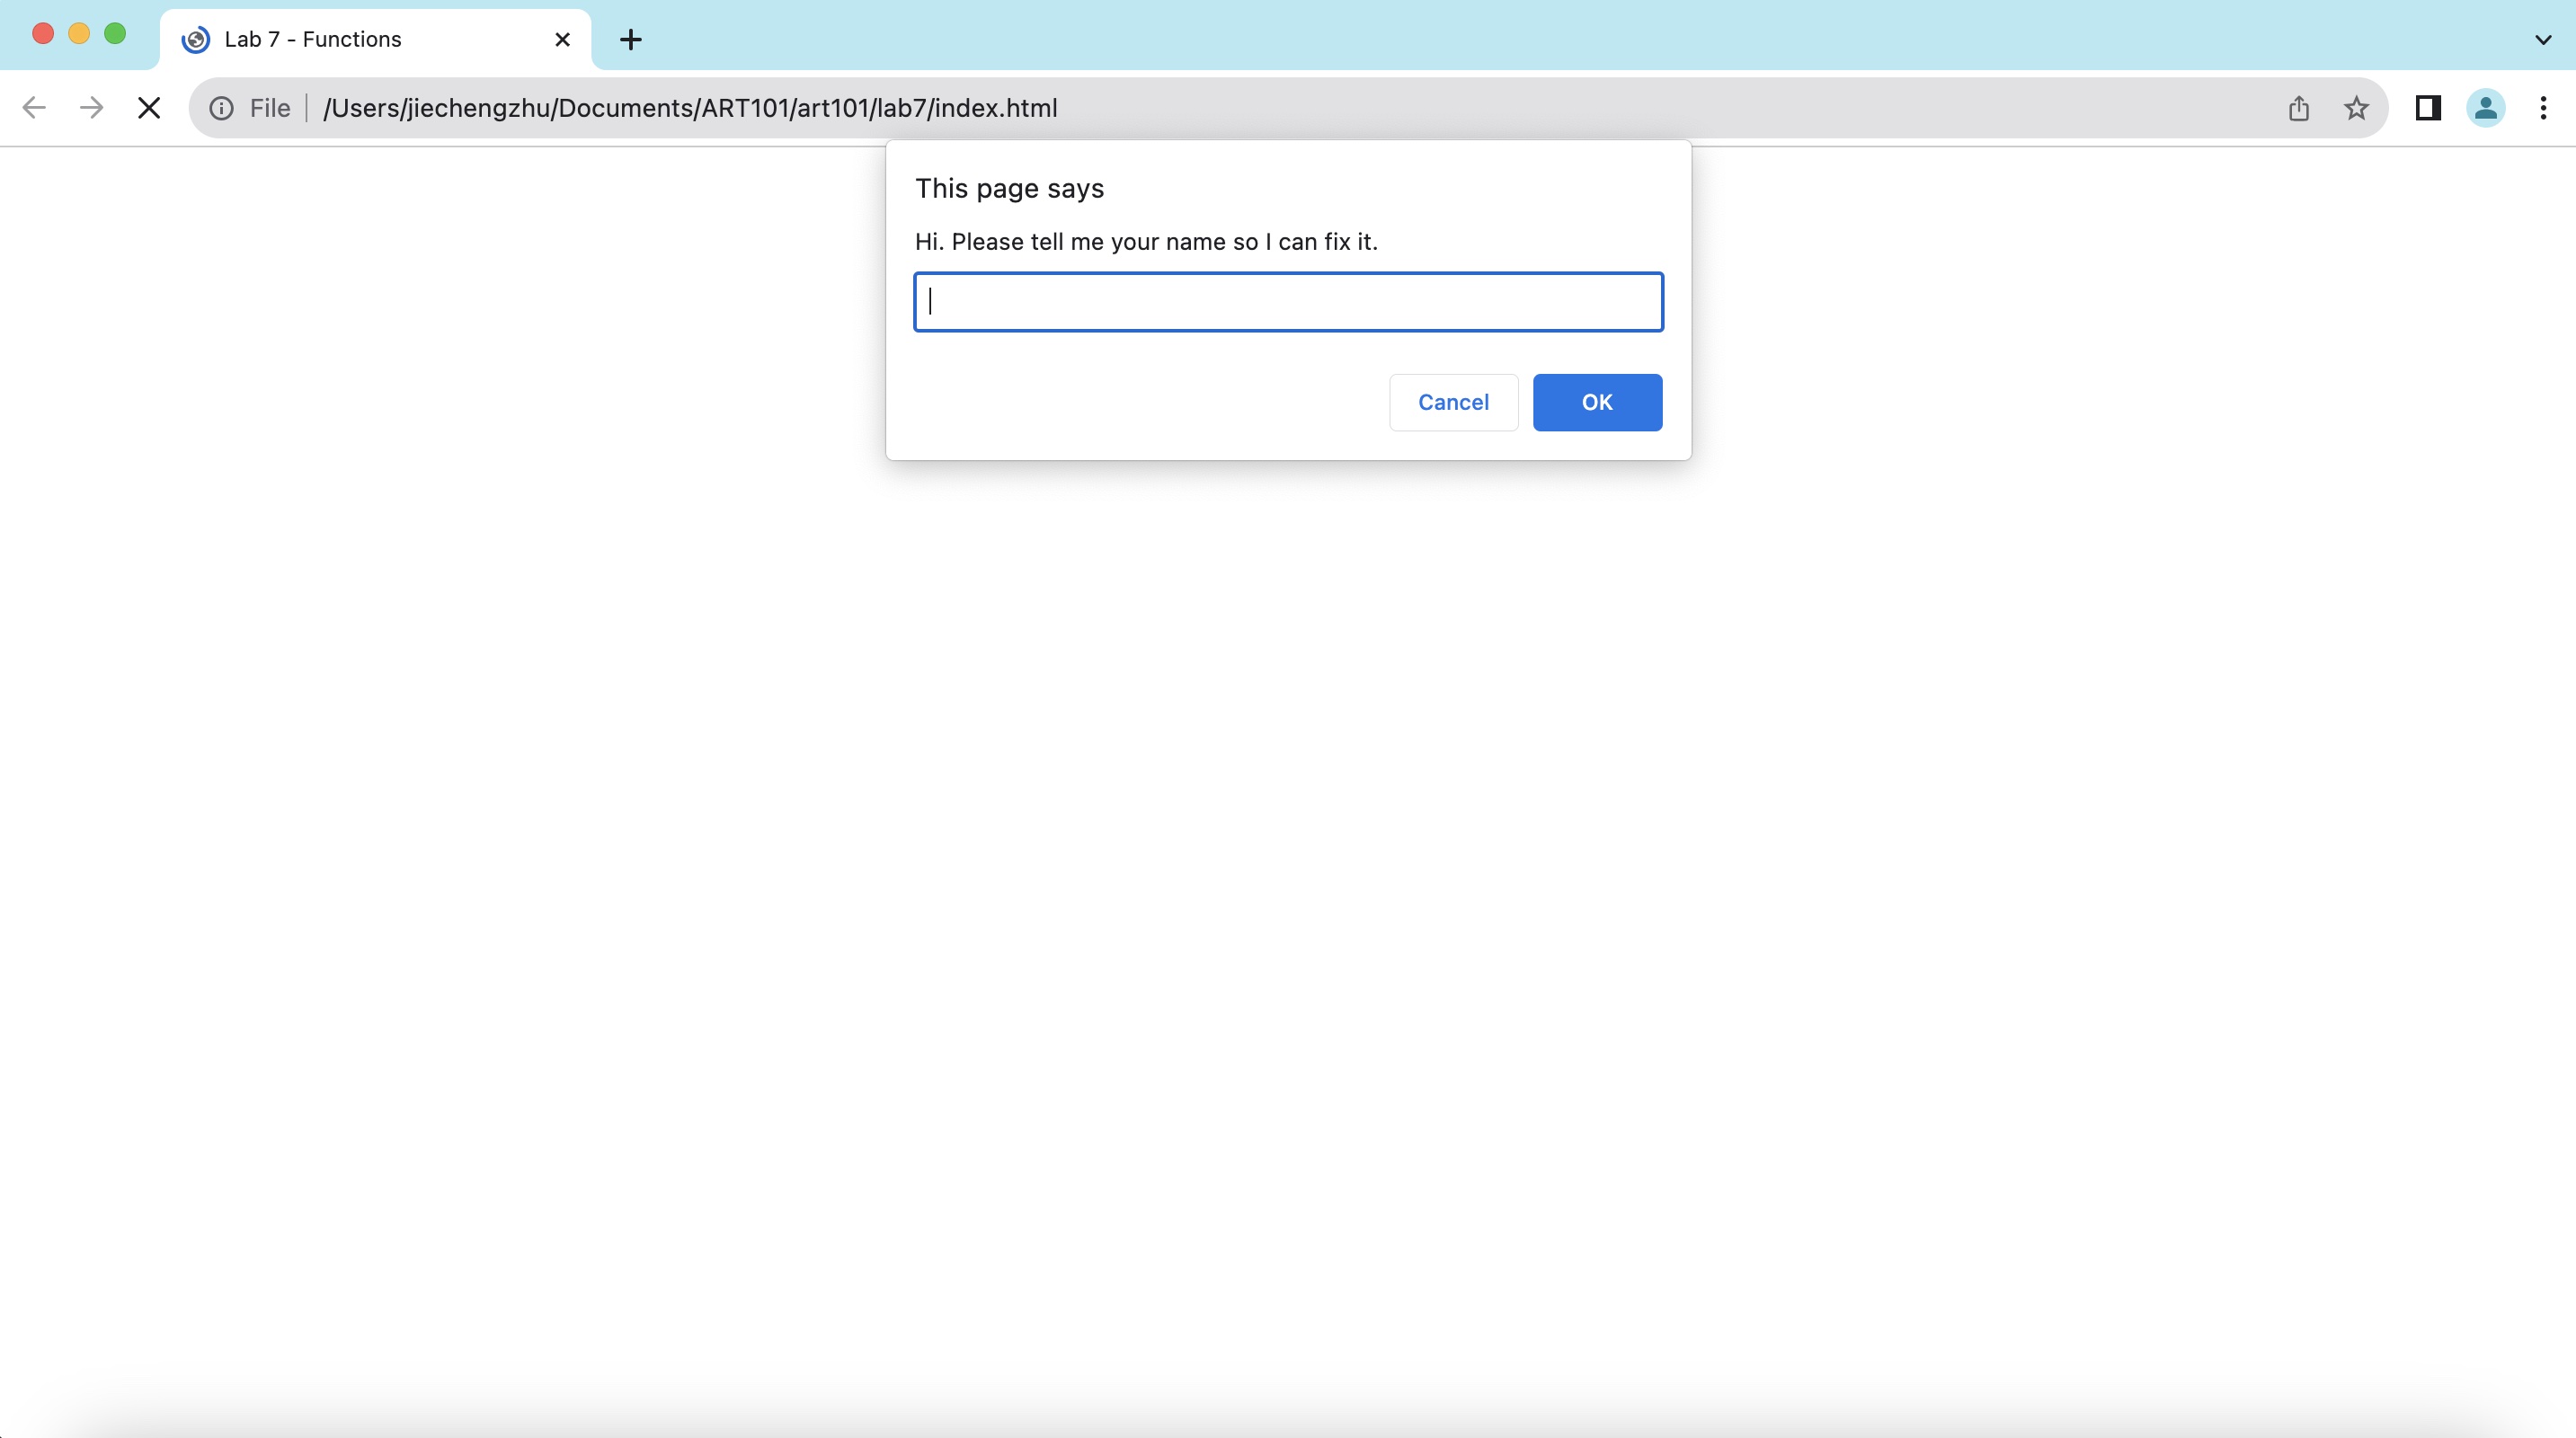 Lab 7 - Functions
File /Users/jiechengzhu/Documents/ART101/art101/lab7/index.html
This page says
Hi. Please tell me your name so I can fix it.
Cancel OK